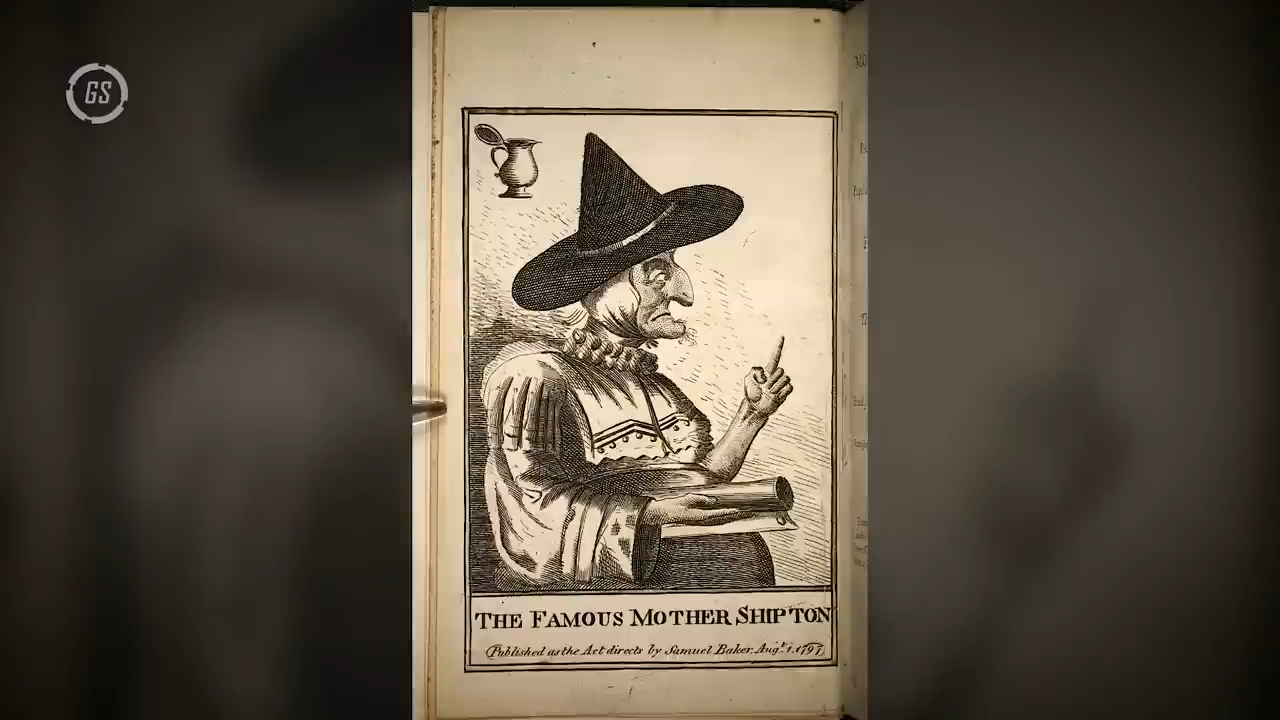 GS
THE FAMOUS MOTHER SHIPTON
Published as the Act directs by Samuel Baker, Augt. 1. 1797